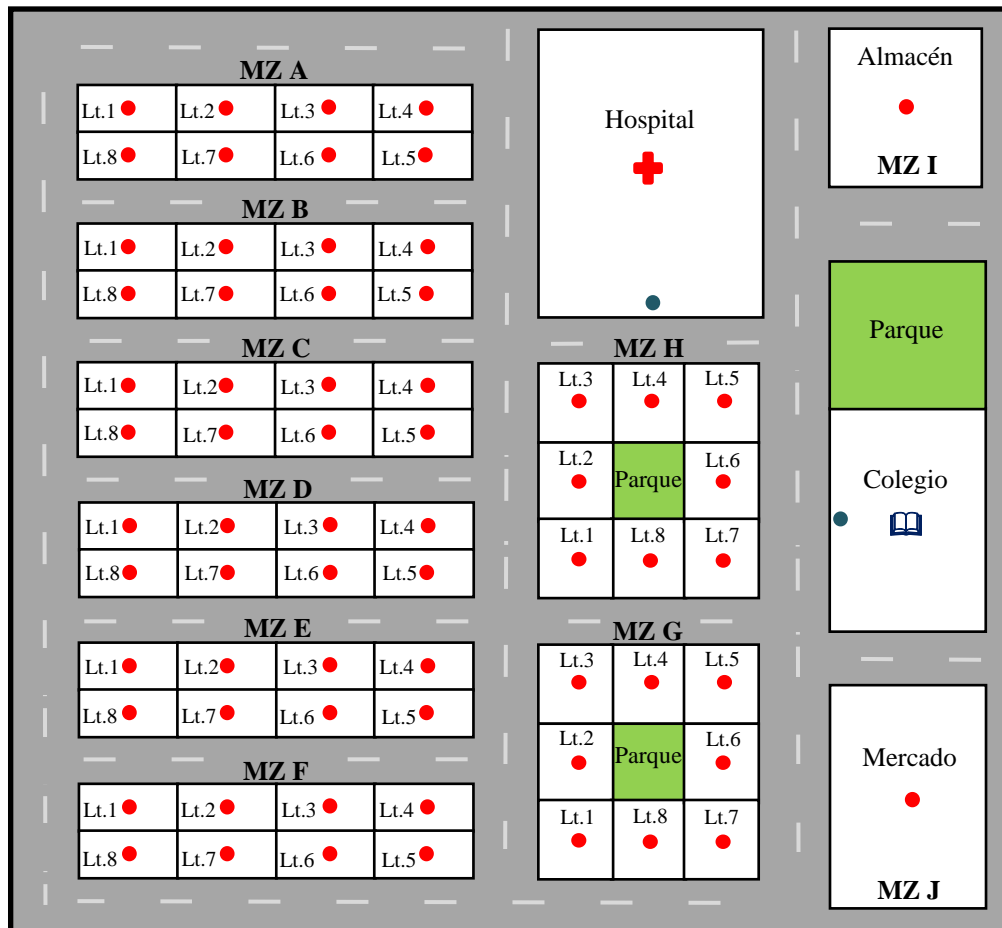 MZ A
Lt.1 Lt.2 Lt.3 Lt.4
Lt.8 Lt.7 Lt.6 Lt.5
MZ B
Lt.1 Lt.2 Lt.3 Lt.4
Lt.8 Lt.7 Lt.6 Lt.5
MZ C
Lt.1 Lt.2 Lt.3 Lt.4
Lt.8 Lt.7 Lt.6 Lt.5
MZ D
Lt.1 Lt.2 Lt.3 Lt.4
Lt.8 Lt.7 Lt.6 Lt.5
MZ E
Lt.1 Lt.2 Lt.3 Lt.4
Lt.8 Lt.7 Lt.6 Lt.5
MZ F
Lt.1 Lt.2 Lt.3 Lt.4
Lt.8 Lt.7 Lt.6 Lt.5
Hospital
MZ H
Lt.3 Lt.4 Lt.5
Lt.2 Parque Lt.6
Lt.1 Lt.8 Lt.7
MZ G
Lt.3 Lt.4 Lt.5
Lt.2 Parque Lt.6
Lt.1 Lt.8 Lt.7
Almacén
MZ I
Parque
Colegio
Mercado
MZ J